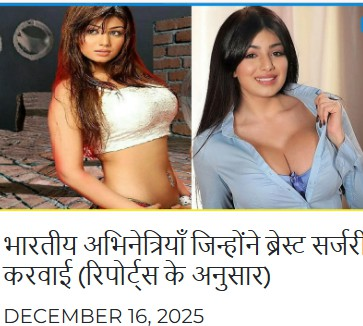 भारतीय अभिनेत्रियाँ जिन्होंने ब्रेस्ट सर्जरी
करवाई (रिपोर्ट्स के अनुसार)
DECEMBER 16, 2025